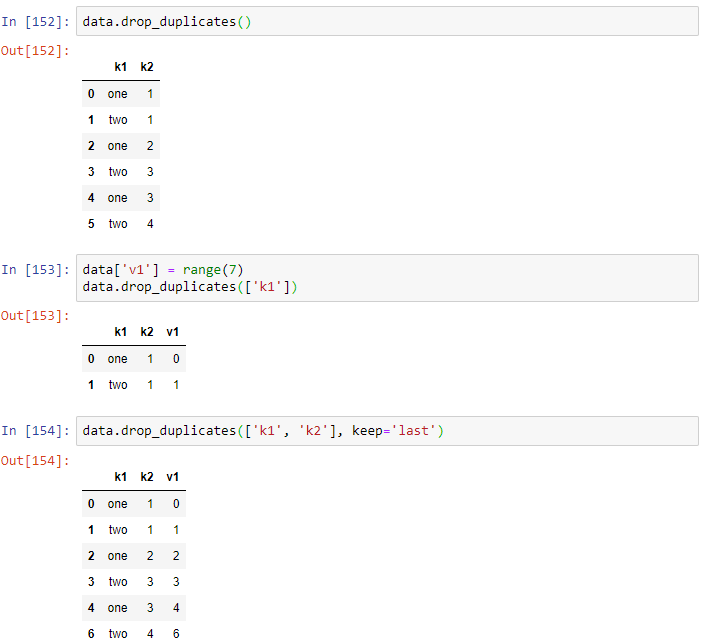 In [152]: data.drop_duplicates()
Out[152]:
k1 k2
0 one 1
1 two 1
2 one 2
3 two 3
4 one 3
5 two 4
In [153]: data['v1'] = range(7)
data.drop_duplicates(['k1'])
Out[153]:
k1 k2 v1
0 one 1 0
1 two 1 1
In [154]: data.drop_duplicates(['k1', 'k2'], keep='last')
Out[154]:
k1 k2 v1
0 one 1 0
1 two 1 1
2 one 2 2
3 two 3 3
4 one 3 4
6 two 4 6